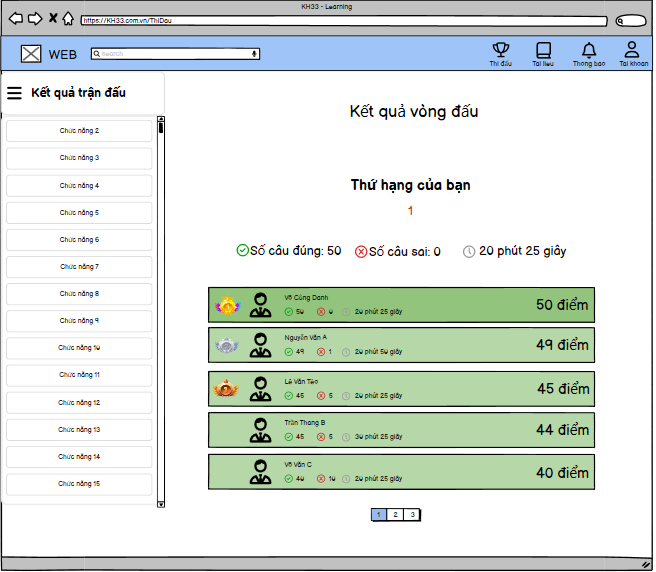 KH33 - Learning
https://KH33.com.vn/ThiDau
WEB
search
Thi đấu
Tài liệu
Thông báo
Tài khoản
Kết quả trận đấu
Chức năng 2
Chức năng 3
Chức năng 4
Chức năng 5
Chức năng 6
Chức năng 7
Chức năng 8
Chức năng 9
Chức năng 10
Chức năng 11
Chức năng 12
Chức năng 13
Chức năng 14
Chức năng 15
Kết quả vòng đấu
Thứ hạng của bạn
1
Số câu đúng: 50 Số câu sai: 0 20 phút 25 giây
Võ Công Danh
50 0 20 phút 25 giây
50 điểm
Nguyễn Văn A
49 1 20 phút 50 giây
49 điểm
Lê Văn Tèo
45 5 20 phút 25 giây
45 điểm
Trần Thang B
45 5 30 phút 25 giây
44 điểm
Võ Văn C
40 10 20 phút 25 giây
40 điểm
1 2 3